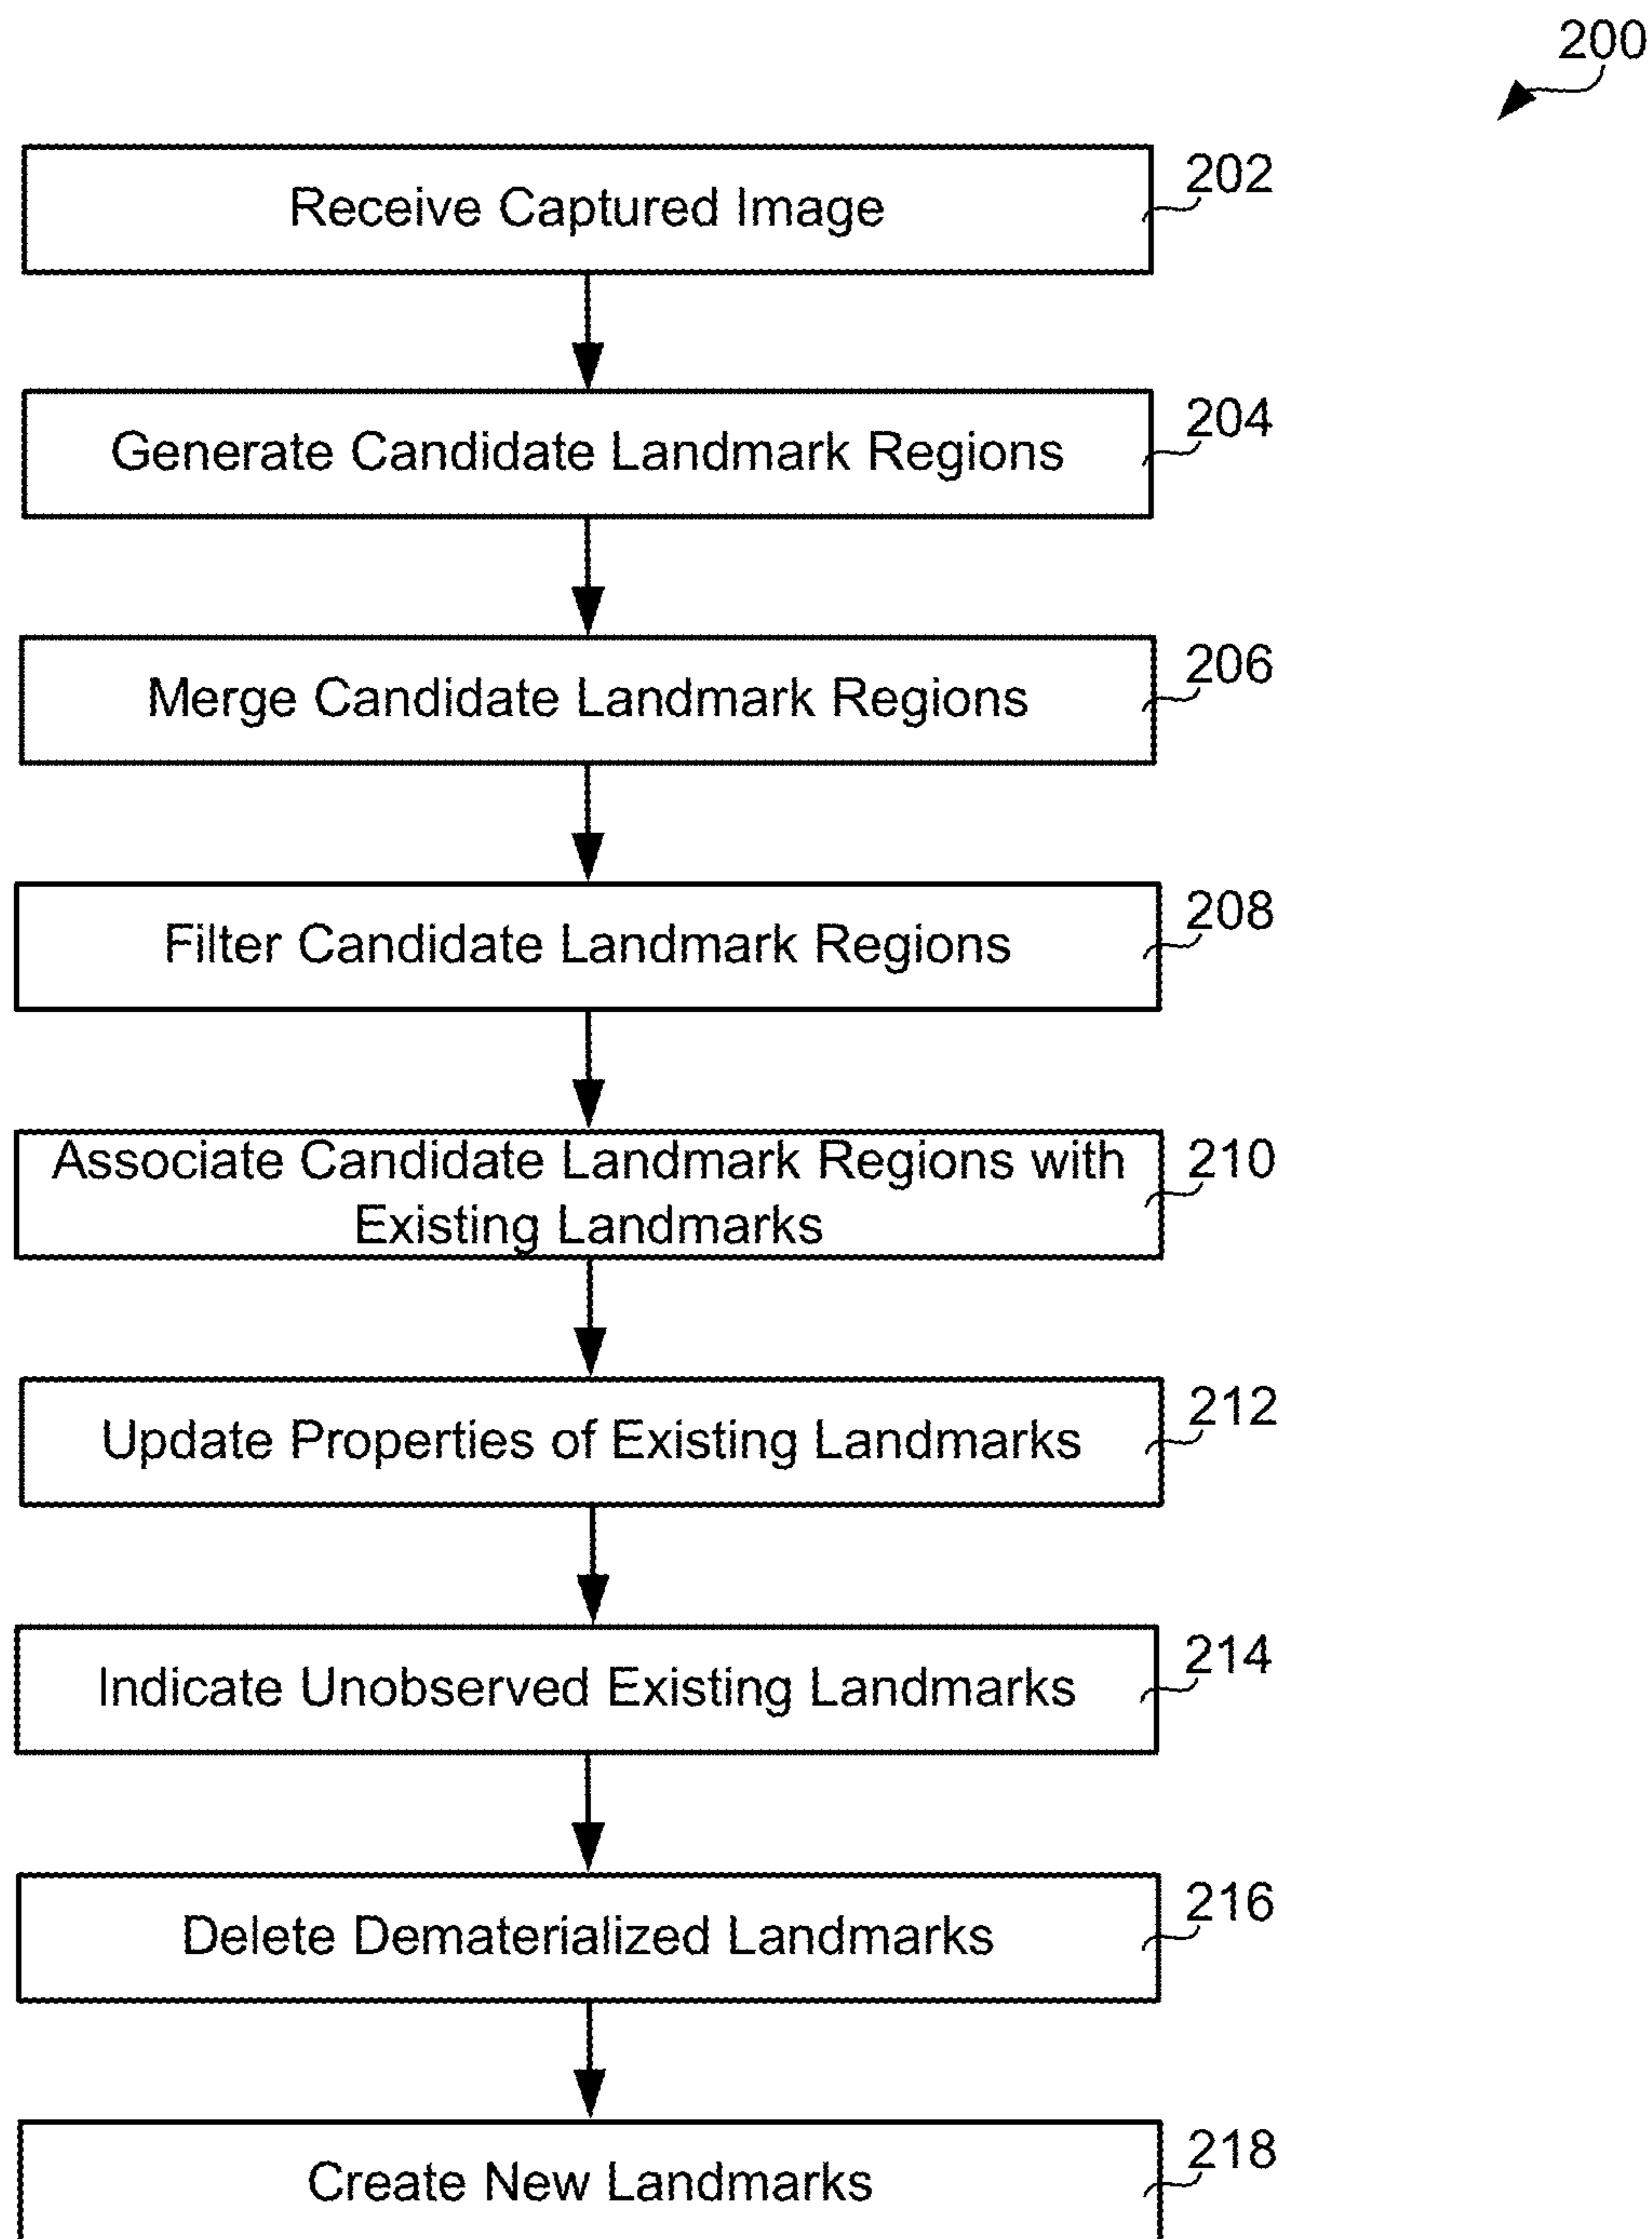 200
Receive Captured Image
202
Generate Candidate Landmark Regions
204
Merge Candidate Landmark Regions
206
Filter Candidate Landmark Regions
208
Associate Candidate Landmark Regions with
Existing Landmarks
210
Update Properties of Existing Landmarks
212
Indicate Unobserved Existing Landmarks
214
Delete Dematerialized Landmarks
216
Create New Landmarks
218